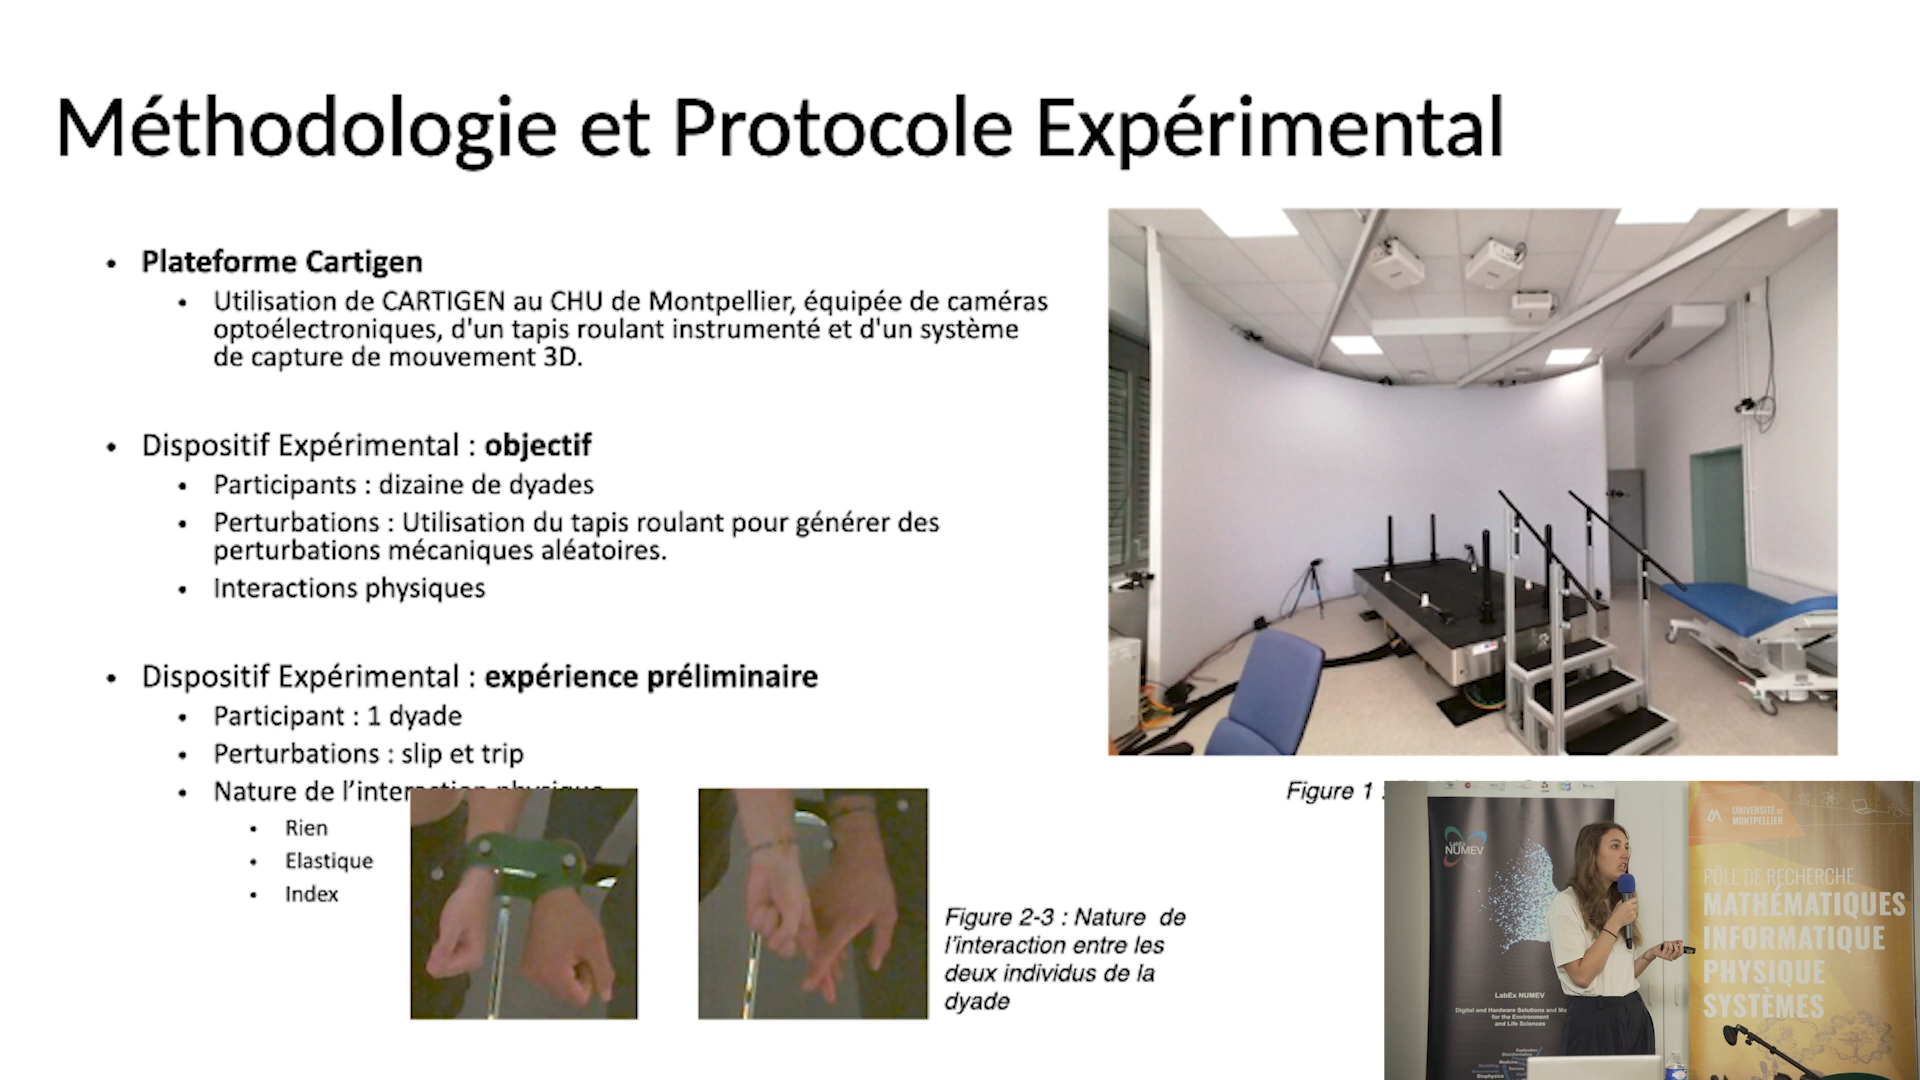 Méthodologie et Protocole Expérimental
• Plateforme Cartigen
• Utilisation de CARTIGEN au CHU de Montpellier, équipée de caméras
optoélectroniques, d'un tapis roulant instrumenté et d'un système
de capture de mouvement 3D.
• Dispositif Expérimental : objectif
• Participants : dizaine de dyades
• Perturbations : Utilisation du tapis roulant pour générer des
perturbations mécaniques aléatoires.
• Interactions physiques
• Dispositif Expérimental : expérience préliminaire
• Participant : 1 dyade
• Perturbations : slip et trip
• Nature de l'interaction physique
• Rien
• Elastique
• Index
Figure 2-3 : Nature de
l'interaction entre les
deux individus de la
dyade
Figure 1 :
NUMEV
LabEx NUMEV
Digital and Hardware Solutions and
for the Environment
and Life Sciences
UNIVERSITÉ DE
MONTPELLIER
PÔLE DE RECHERCHE
MATHÉMATIQUES
INFORMATIQUE
PHYSIQUE
SYSTÈMES